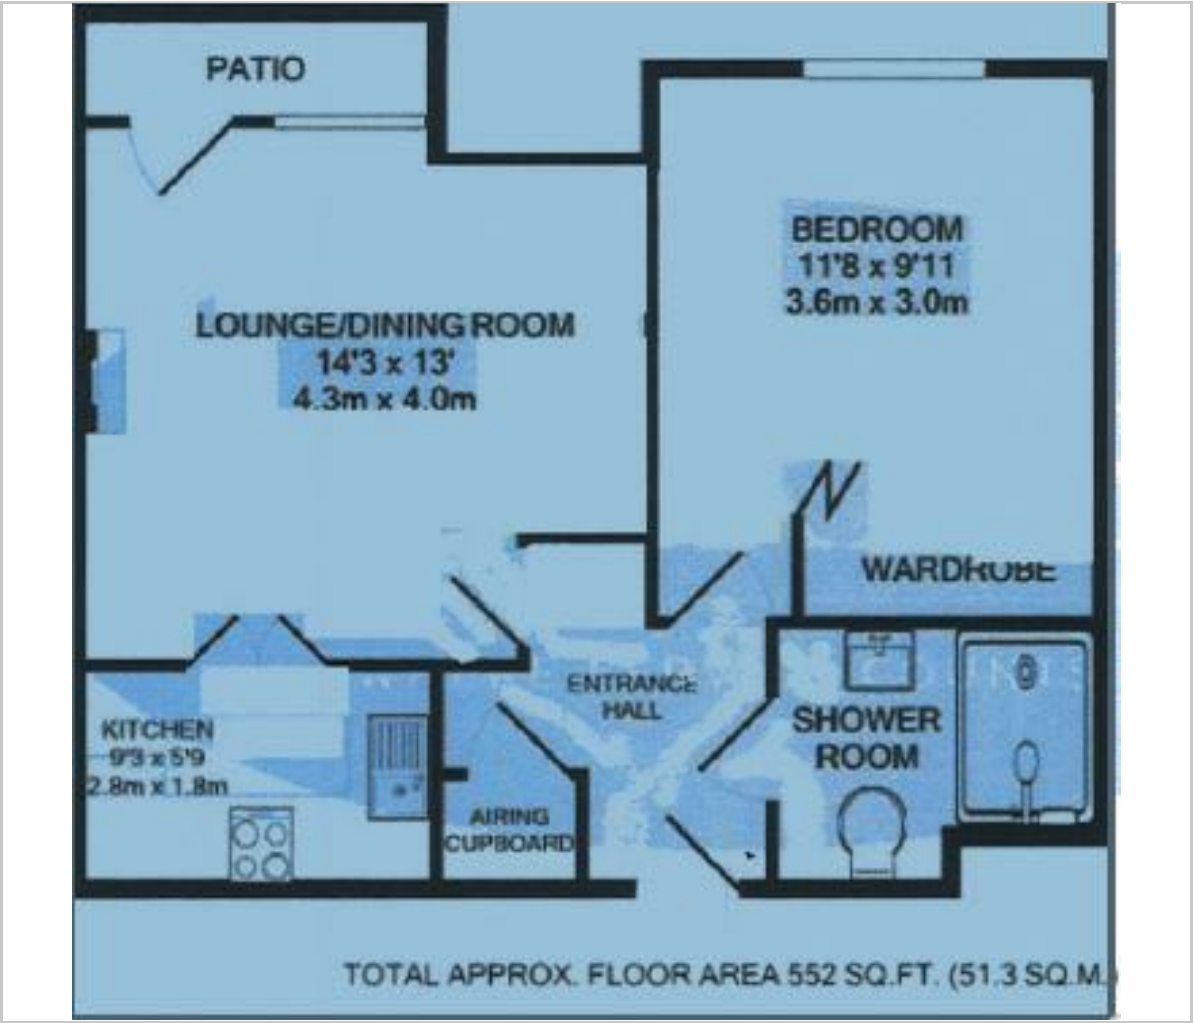 PATIO
BEDROOM
11'8 x 9'11
3.6m x 3.0m
LOUNGE/DINING ROOM
14'3 x 13'
4.3m x 4.0m
WARDROBE
ENTRANCE
HALL
SHOWER
ROOM
KITCHEN
9'3 x 5'9
2.8m x 1.8m
AIRING
CUPBOARD
TOTAL APPROX. FLOOR AREA 552 SQ.FT. (51.3 SQ.M.)